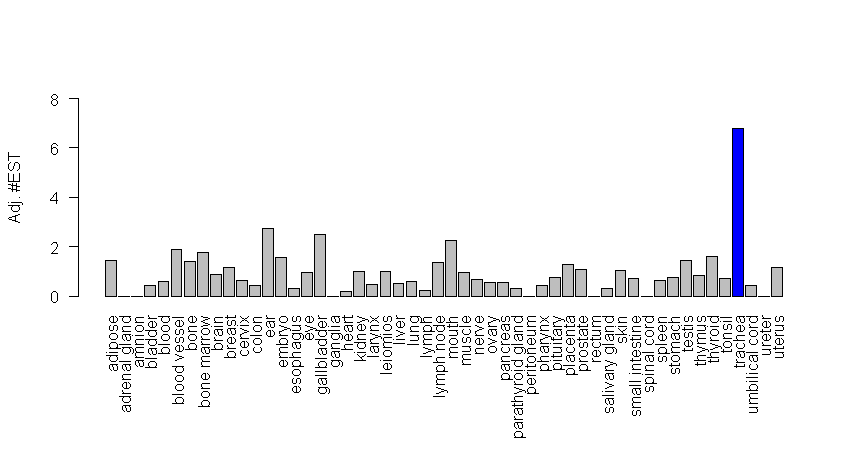 Adj. #EST
8
6
4
2
0
adipose
adrenal gland
amnion
bladder
blood
blood vessel
bone
bone marrow
brain
breast
cervix
colon
ear
embryo
esophagus
eye
gallbladder
ganglia
heart
kidney
larynx
leiomios
liver
lung
lymph
lymph node
mouth
muscle
nerve
ovary
pancreas
parathyroid gland
peritoneum
pharynx
pituitary
placenta
prostate
rectum
salivary gland
skin
small intestine
spinal cord
spleen
stomach
testis
thymus
thyroid
tonsil
trachea
umbilical cord
ureter
uterus